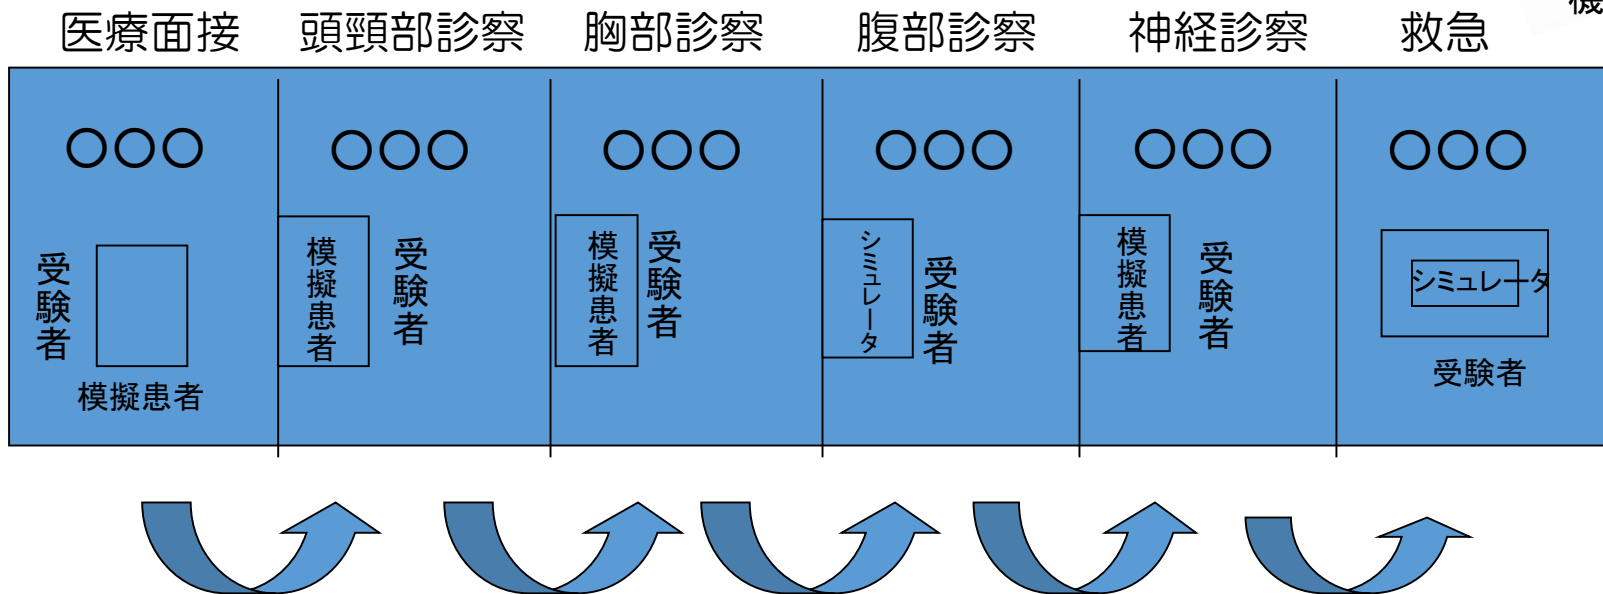 機
医療面接 頭頸部診察 胸部診察 腹部診察 神経診察 救急
受験者
模擬患者
模擬患者
受験者
模擬患者
受験者
シミュレータ
受験者
模擬患者
受験者
シミュレータ
受験者